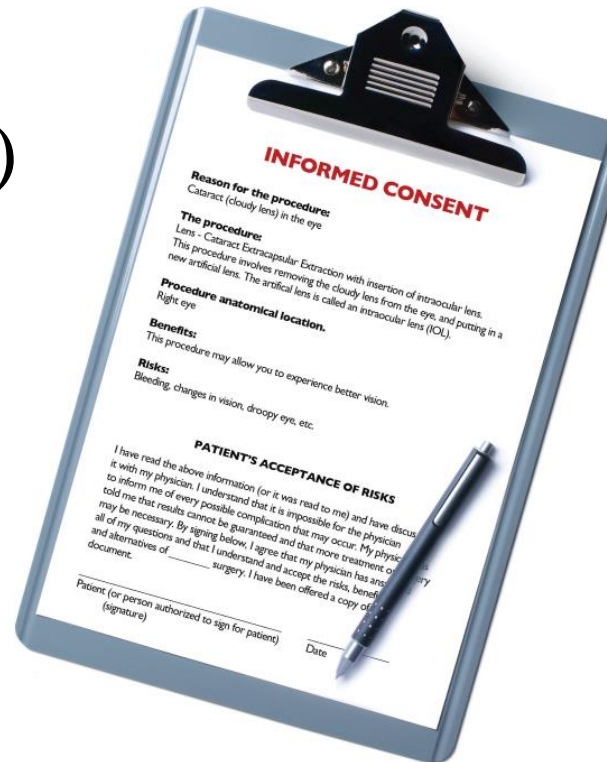 )
INFORMED CONSENT
Reason for the procedure:
Cataract (cloudy lens) in the eye
The procedure:
Lens - Cataract Extracapsular Extraction with insertion of intraocular lens.
This procedure involves removing the cloudy lens from the eye, and putting in a
new artificial lens. The artifical lens is called an intraocular lens (IOL).
Procedure anatomical location.
Right eye
Benefits:
This procedure may allow you to experience better vision.
Risks:
Bleeding, changes in vision, droopy eye, etc.
PATIENT'S ACCEPTANCE OF RISKS
I have read the above information (or it was read to me) and have discus
it with my physician. I understand that it is impossible for the physician
to inform me of every possible complication that may occur. My physic
told me that results cannot be guaranteed and that more treatment or
may be necessary. By signing below, I agree that my physician has ans
all of my questions and that I understand and accept the risks, benef
and alternatives of ________ surgery. I have been offered a copy of
document.
Patient (or person authorized to sign for patient)
(signature)
Date